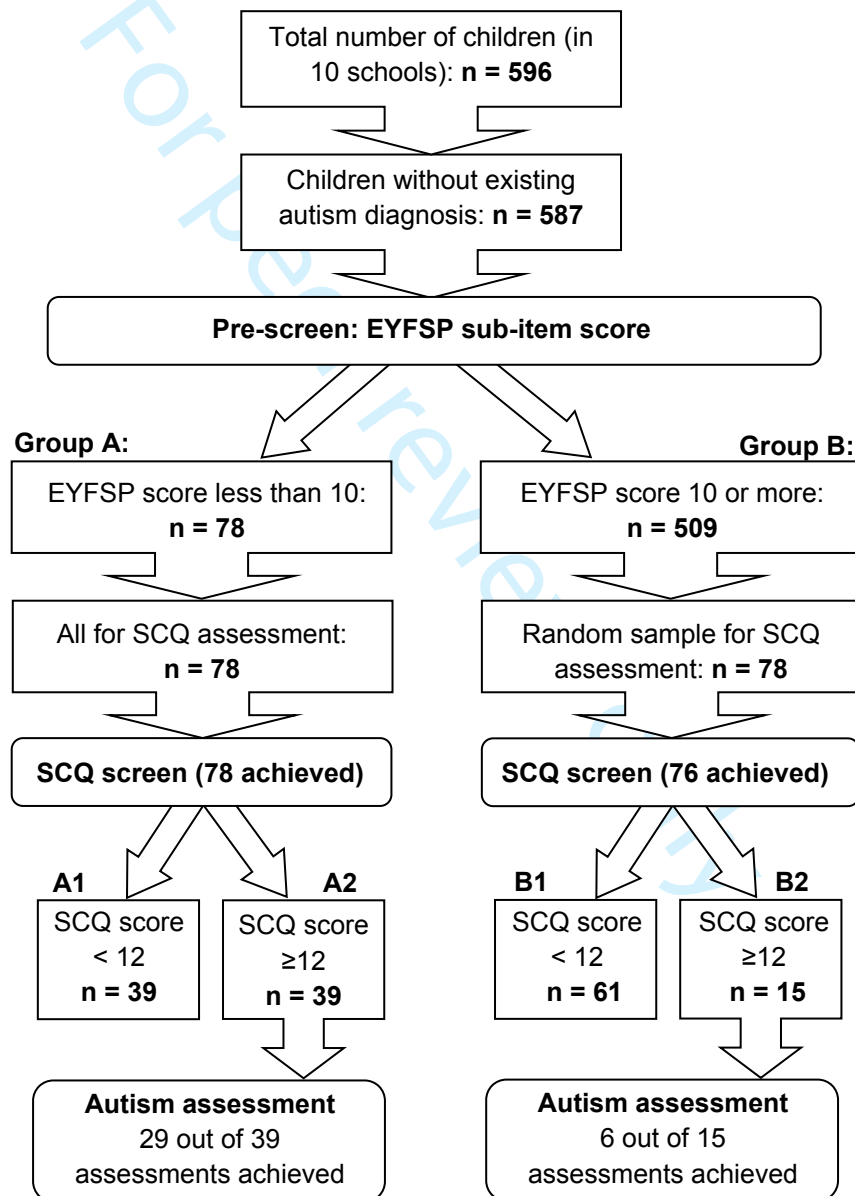 Total number of children (in
10 schools): n = 596
Children without existing
autism diagnosis: n = 587
Pre-screen: EYFSP sub-item score
Group A:
EYFSP score less than 10:
n = 78
All for SCQ assessment:
n = 78
SCQ screen (78 achieved)
A1
SCQ score
< 12
n = 39
A2
SCQ score
≥12
n = 39
Autism assessment
29 out of 39
assessments achieved
Group B:
EYFSP score 10 or more:
n = 509
Random sample for SCQ
assessment: n = 78
SCQ screen (76 achieved)
B1
SCQ score
< 12
n = 61
B2
SCQ score
≥12
n = 15
Autism assessment
6 out of 15
assessments achieved
For peer review only